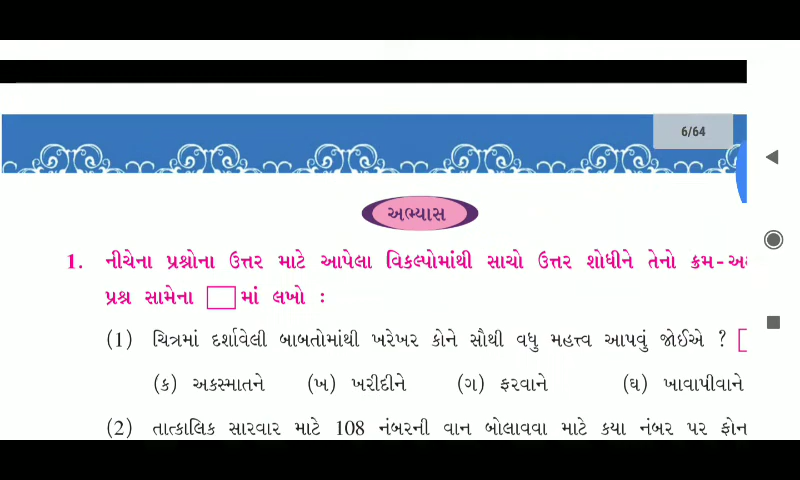 6/64
અભ્યાસ
1. નીચેના પ્રશ્નોના ઉત્તર માટે આપેલા વિકલ્પોમાંથી સાચો ઉત્તર શોધીને તેનો ક્રમ-અ
પ્રશ્ન સામેના માં લખો :
(1) ચિત્રમાં દર્શાવેલી બાબતોમાંથી ખરેખર કોને સૌથી વધુ મહત્ત્વ આપવું જોઈએ ?
(ક) અકસ્માતને (ખ) ખરીદીને (ગ) ફરવાને (ઘ) ખાવાપીવાને
(2) તાત્કાલિક સારવાર માટે 108 નંબરની વાન બોલાવવા માટે કયા નંબર પર ફોન